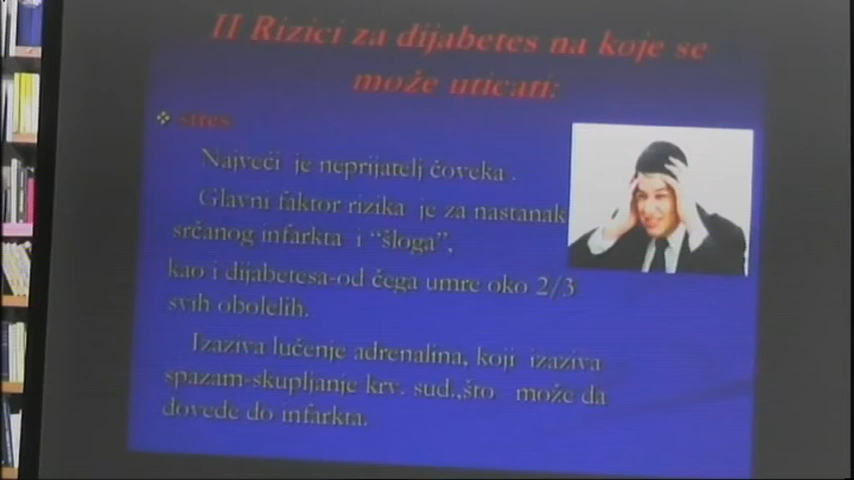 II Rizici za dijabetes na koje se
može uticati:
❖ stres
Najveći je neprijatelj čoveka .
Glavni faktor rizika je za nastanak
srčanog infarkta i “šloga”,
kao i dijabetesa-od čega umre oko 2/3
svih obolelih.
Izaziva lučenje adrenalina, koji izaziva
spazam-skupljanje krv. sud.,što može da
dovede do infarkta.